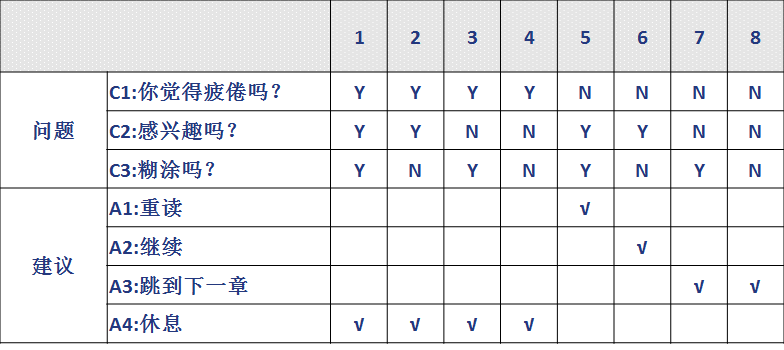 1 2 3 4 5 6 7 8
问题
C1:你觉得疲倦吗? Y Y Y Y N N N N
C2:感兴趣吗? Y Y N N Y Y N N
C3:糊涂吗? Y N Y N Y N Y N
建议
A1:重读 √
A2:继续 √
A3:跳到下一章 √ √
A4:休息 √ √ √ √